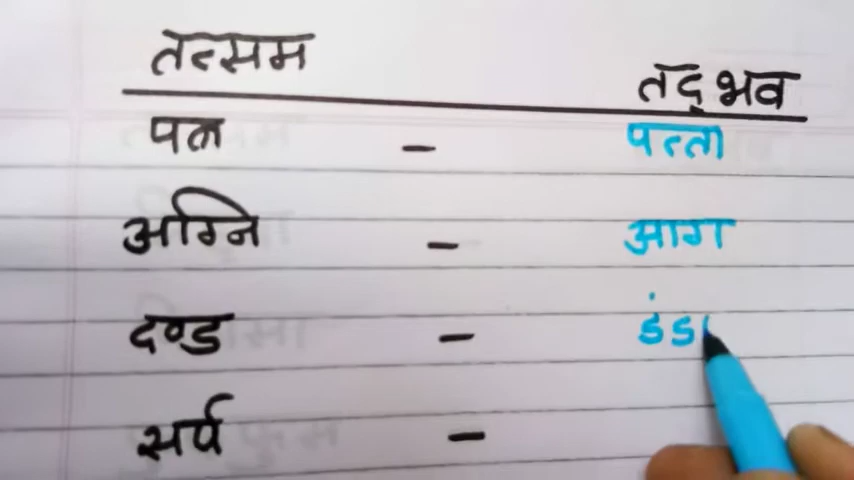 तत्सम तद्भव
पत्र - पत्ता
अग्नि - आग
दण्ड - डंडा
सर्प -